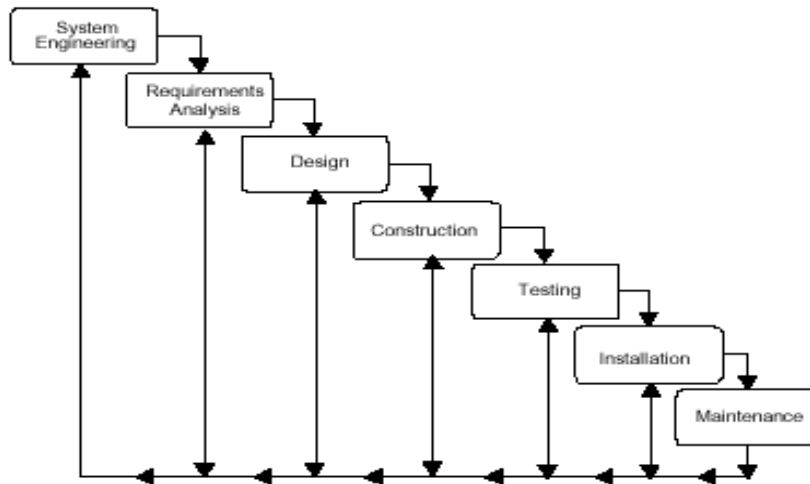 System
Engineering
Requirements
Analysis
Design
Construction
Testing
Installation
Maintenance